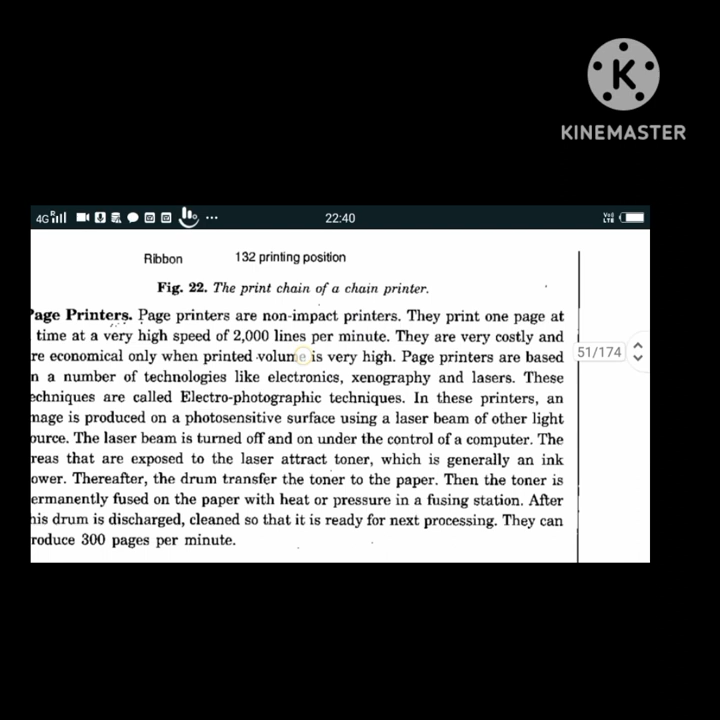 K
KINEMASTER
4G R ... 22:40 Vo) LTE
Ribbon 132 printing position
Fig. 22. The print chain of a chain printer.
Page Printers. Page printers are non-impact printers. They print one page at
time at a very high speed of 2,000 lines per minute. They are very costly and
re economical only when printed volume is very high. Page printers are based
n a number of technologies like electronics, xenography and lasers. These
echniques are called Electro-photographic techniques. In these printers, an
mage is produced on a photosensitive surface using a laser beam of other light
ource. The laser beam is turned off and on under the control of a computer. The
reas that are exposed to the laser attract toner, which is generally an ink
ower. Thereafter, the drum transfer the toner to the paper. Then the toner is
ermanently fused on the paper with heat or pressure in a fusing station. After
his drum is discharged, cleaned so that it is ready for next processing. They can
roduce 300 pages per minute.
51/174